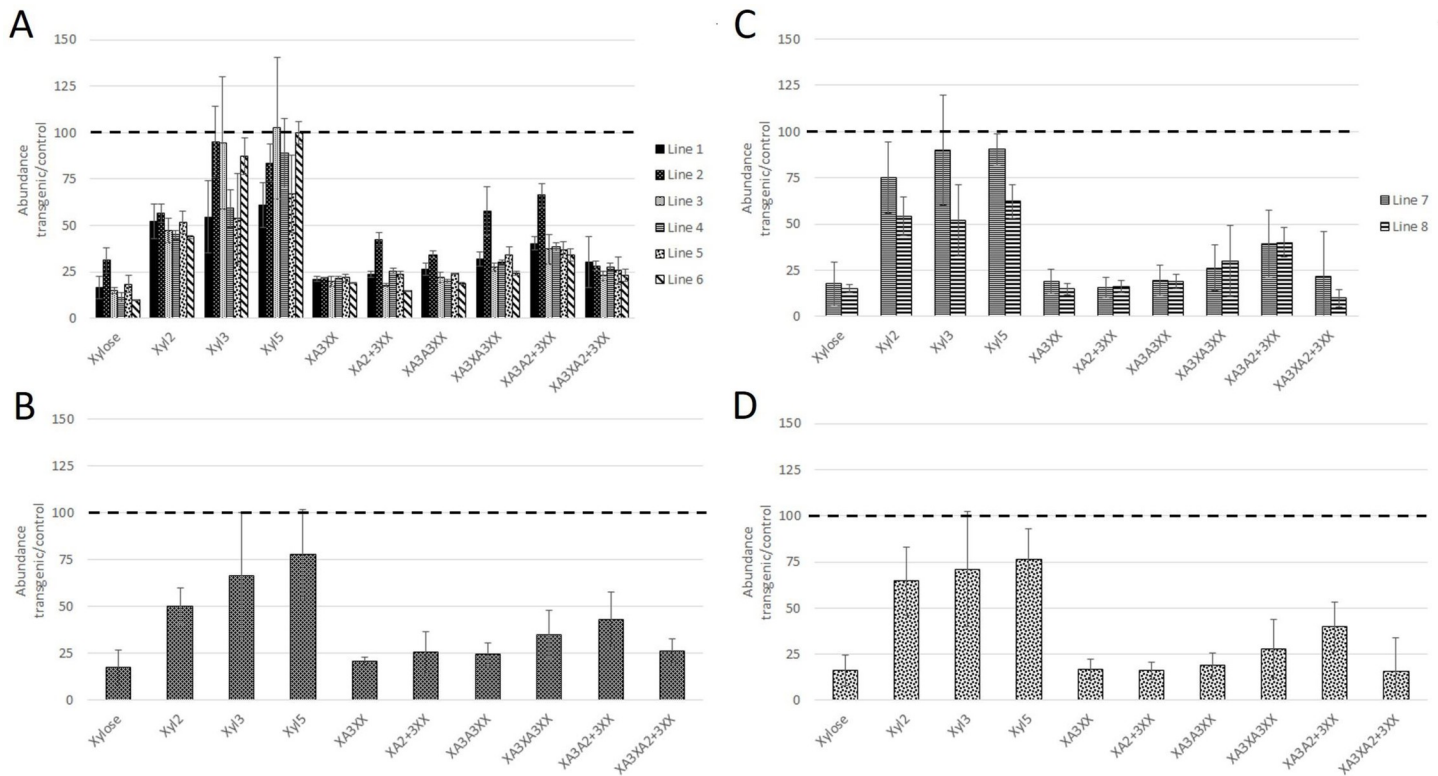 A
150
125
100
75
50
25
0
Abundance
transgenic/control
Xylose
Xyl2
Xyl3
Xyl5
XA3XX
XA2+3XX
XA3A3XX
XA3XA3XX
XA3A2+3XX
XA3XA2+3XX
Line 1
Line 2
Line 3
Line 4
Line 5
Line 6
C
150
125
100
75
50
25
0
Abundance
transgenic/control
Xylose
Xyl2
Xyl3
Xyl5
XA3XX
XA2+3XX
XA3A3XX
XA3XA3XX
XA3A2+3XX
XA3XA2+3XX
Line 7
Line 8
B
150
125
100
75
50
25
0
Abundance
transgenic/control
Xylose
Xyl2
Xyl3
Xyl5
XA3XX
XA2+3XX
XA3A3XX
XA3XA3XX
XA3A2+3XX
XA3XA2+3XX
D
150
125
100
75
50
25
0
Abundance
transgenic/control
Xylose
Xyl2
Xyl3
Xyl5
XA3XX
XA2+3XX
XA3A3XX
XA3XA3XX
XA3A2+3XX
XA3XA2+3XX